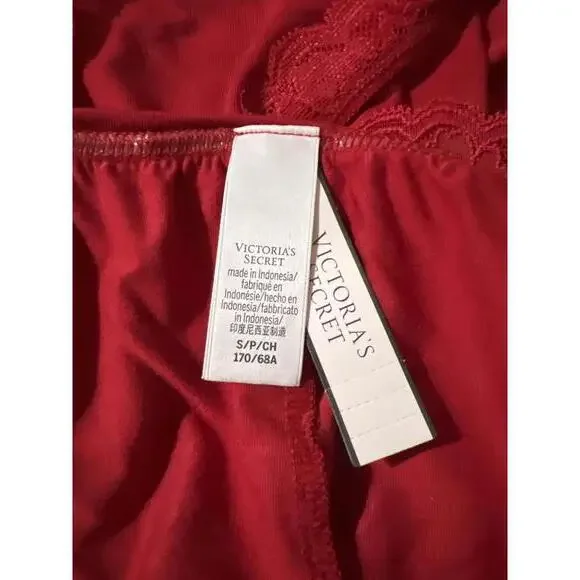 VICTORIA'S
SECRET
made in Indonesia/
fabriqué en
Indonésie/hecho en
Indonesia/fabbricato
in Indonesia/
印度尼西亚制造
S/P/CH
170/68A
VICTORIA'S
SECRET